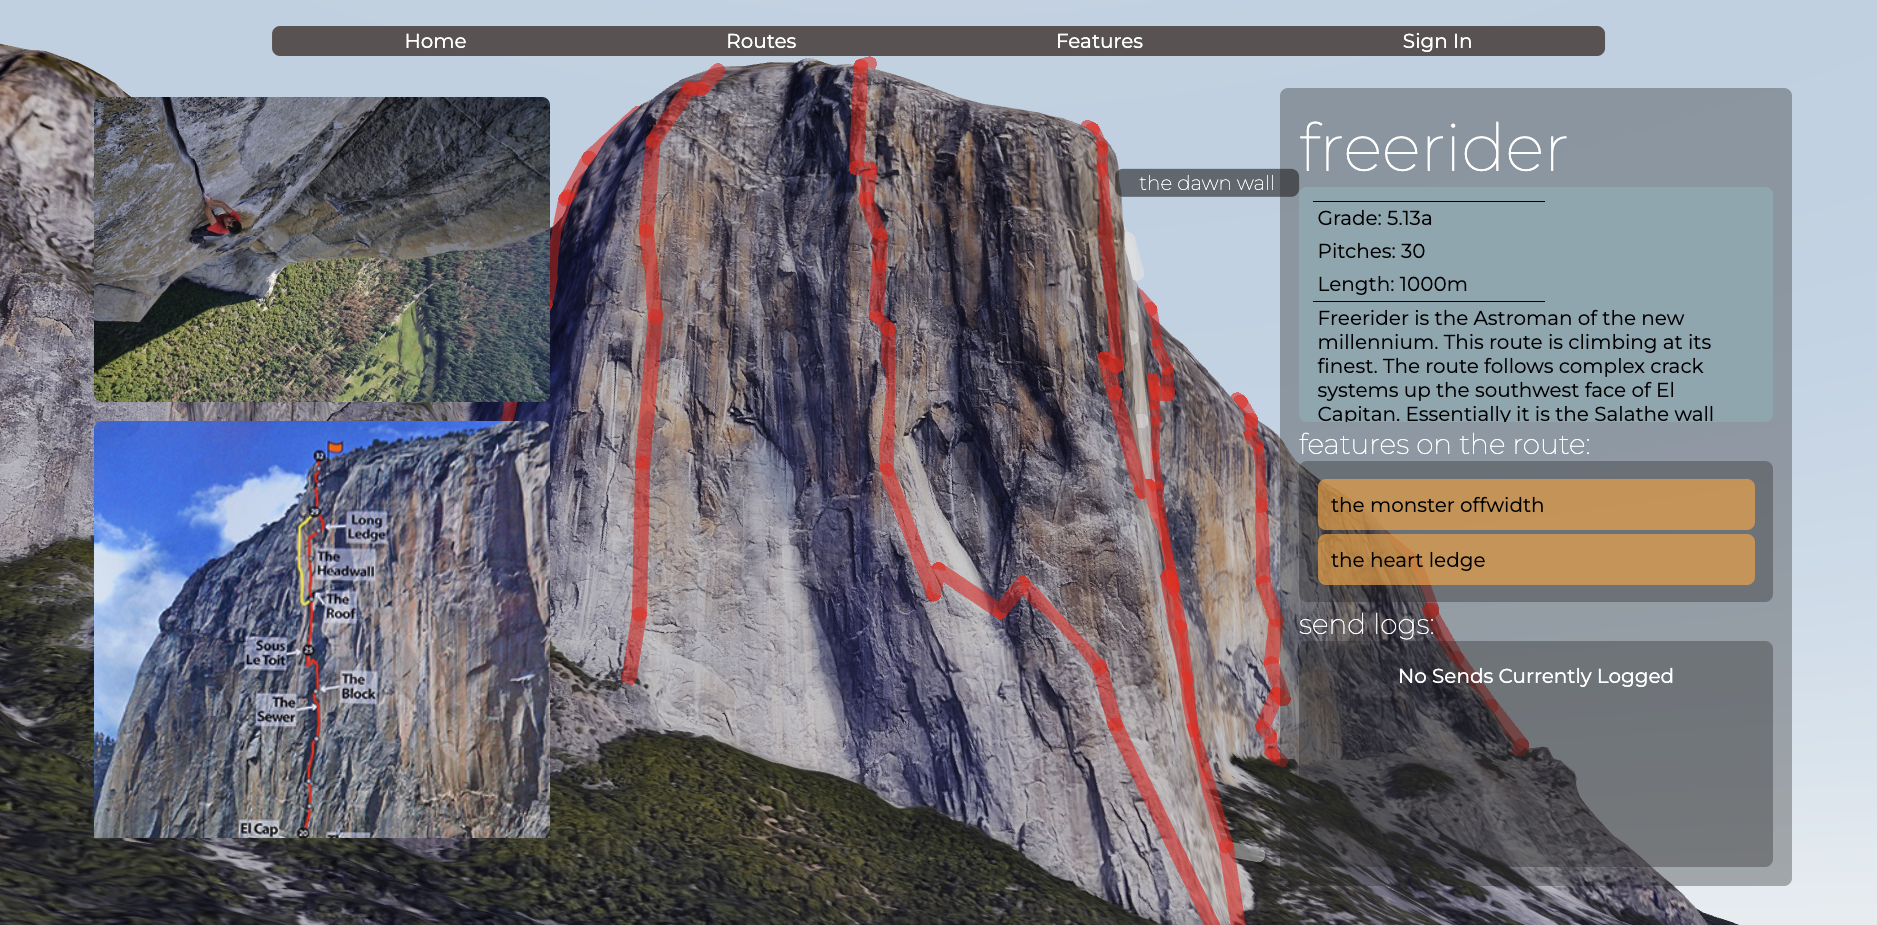 Home
Routes
Features
Sign In
the dawn wall
freerider
Grade: 5.13a
Pitches: 30
Length: 1000m
Freerider is the Astroman of the new
millennium. This route is climbing at its
finest. The route follows complex crack
systems up the southwest face of El
Capitan. Essentially it is the Salathe wall
features on the route:
the monster offwidth
the heart ledge
send logs:
No Sends Currently Logged
32
Long
Ledge
The
Headwall
The
Roof
Sous
Le Toit
25
The
Block
The
Sewer
El Cap
20